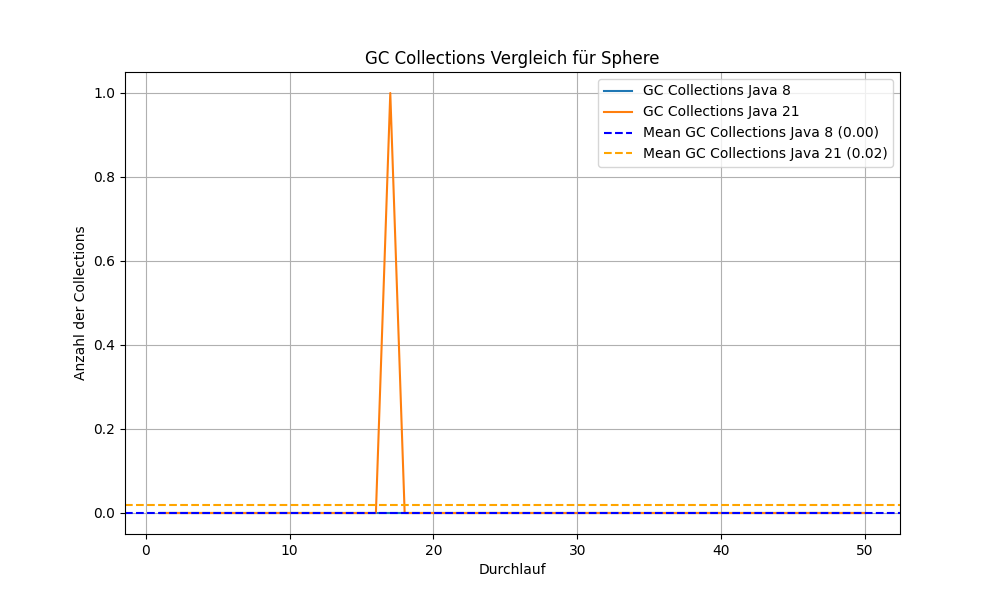 GC Collections Vergleich für Sphere
GC Collections Java 8
GC Collections Java 21
Mean GC Collections Java 8 (0.00)
Mean GC Collections Java 21 (0.02)
Anzahl der Collections
1.0
0.8
0.6
0.4
0.2
0.0
0 10 20 30 40 50
Durchlauf